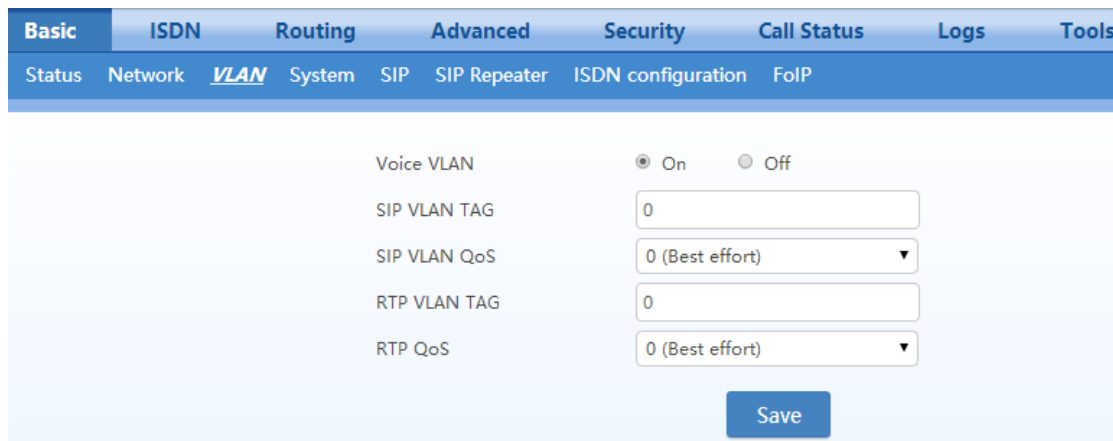 Basic ISDN Routing Advanced Security Call Status Logs Tools
Status Network VLAN System SIP SIP Repeater ISDN configuration FoIP
Voice VLAN On Off
SIP VLAN TAG 0
SIP VLAN QoS 0 (Best effort)
RTP VLAN TAG 0
RTP QoS 0 (Best effort)
Save